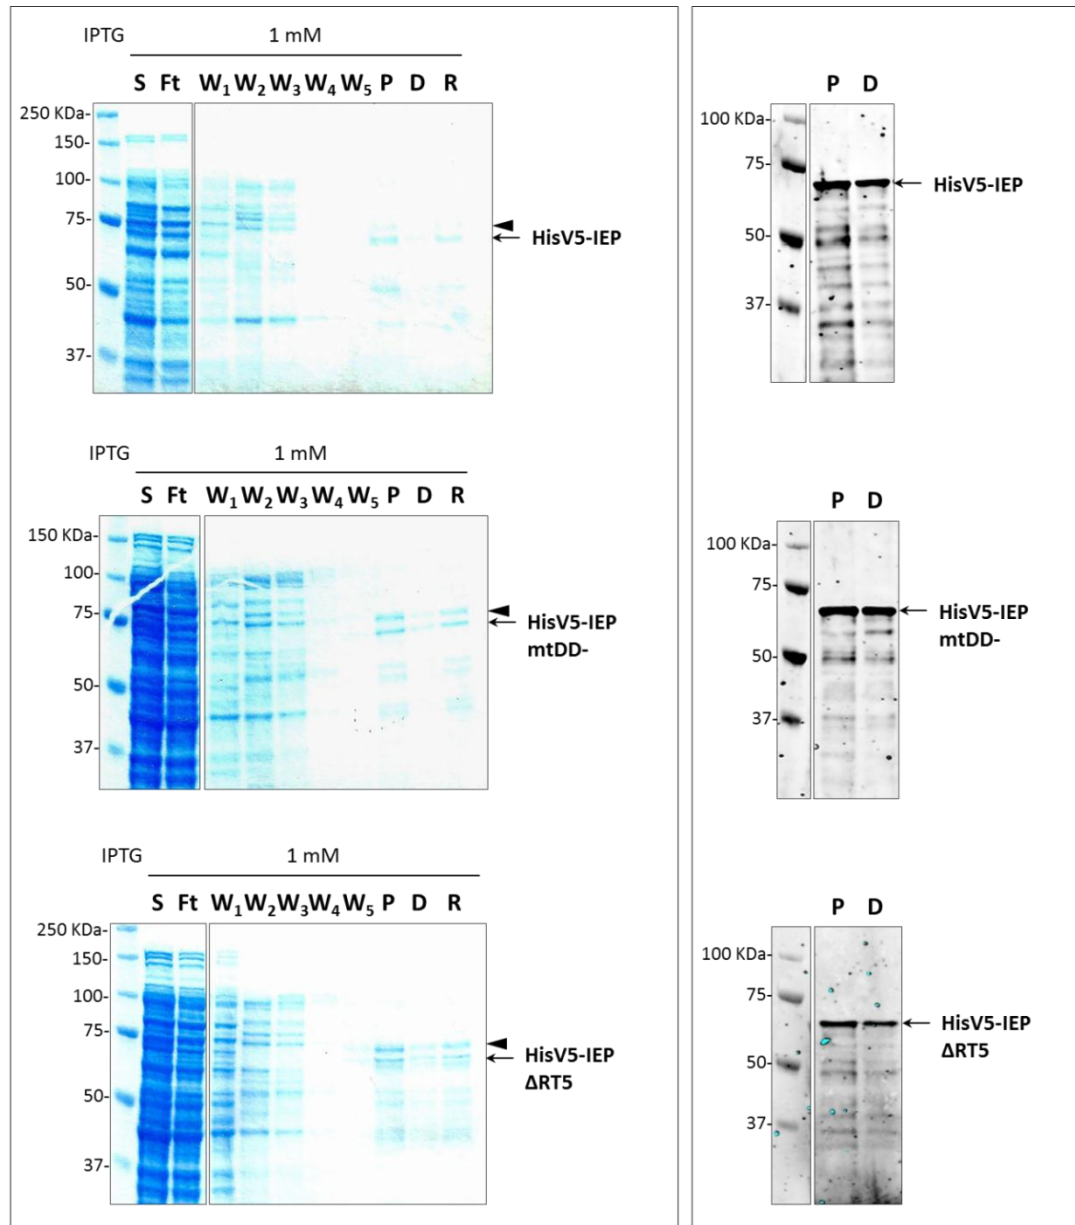 IPTG 1 mM
S Ft W₁ W₂ W₃ W₄ W₅ P D R
250 KDa-
150-
100-
75-
50-
37-
HisV5-IEP
P D
100 KDa-
75-
50-
37-
HisV5-IEP
IPTG 1 mM
S Ft W₁ W₂ W₃ W₄ W₅ P D R
150 KDa-
100-
75-
50-
37-
HisV5-IEP
mtDD-
P D
100 KDa-
75-
50-
37-
HisV5-IEP
mtDD-
IPTG 1 mM
S Ft W₁ W₂ W₃ W₄ W₅ P D R
250 KDa-
150-
100-
75-
50-
37-
HisV5-IEP
ΔRT5
P D
100 KDa-
75-
50-
37-
HisV5-IEP
ΔRT5